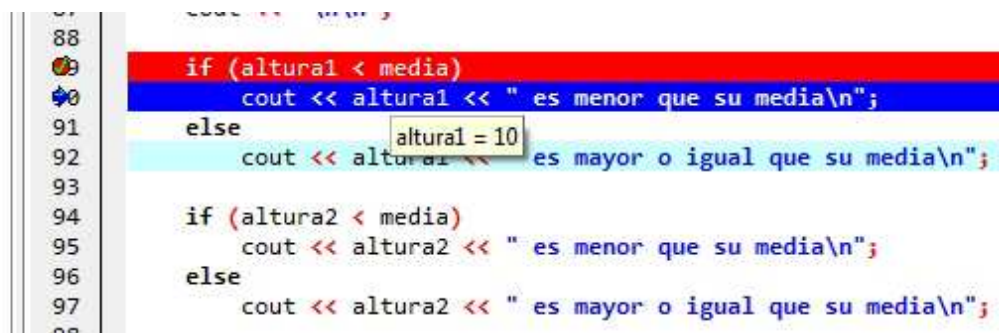 88
if (altura1 < media)
cout << altura1 << " es menor que su media\n";
91 else
altura1 = 10
92 cout << altura1 << " es mayor o igual que su media\n";
93
94 if (altura2 < media)
95 cout << altura2 << " es menor que su media\n";
96 else
97 cout << altura2 << " es mayor o igual que su media\n";